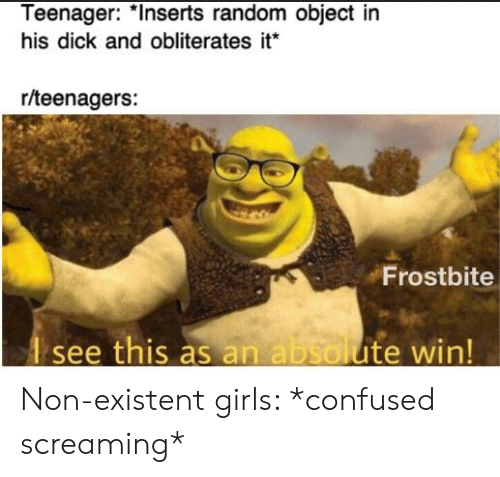 Teenager: *Inserts random object in
his dick and obliterates it*
r/teenagers:
Frostbite
I see this as an absolute win!
Non-existent girls: *confused
screaming*